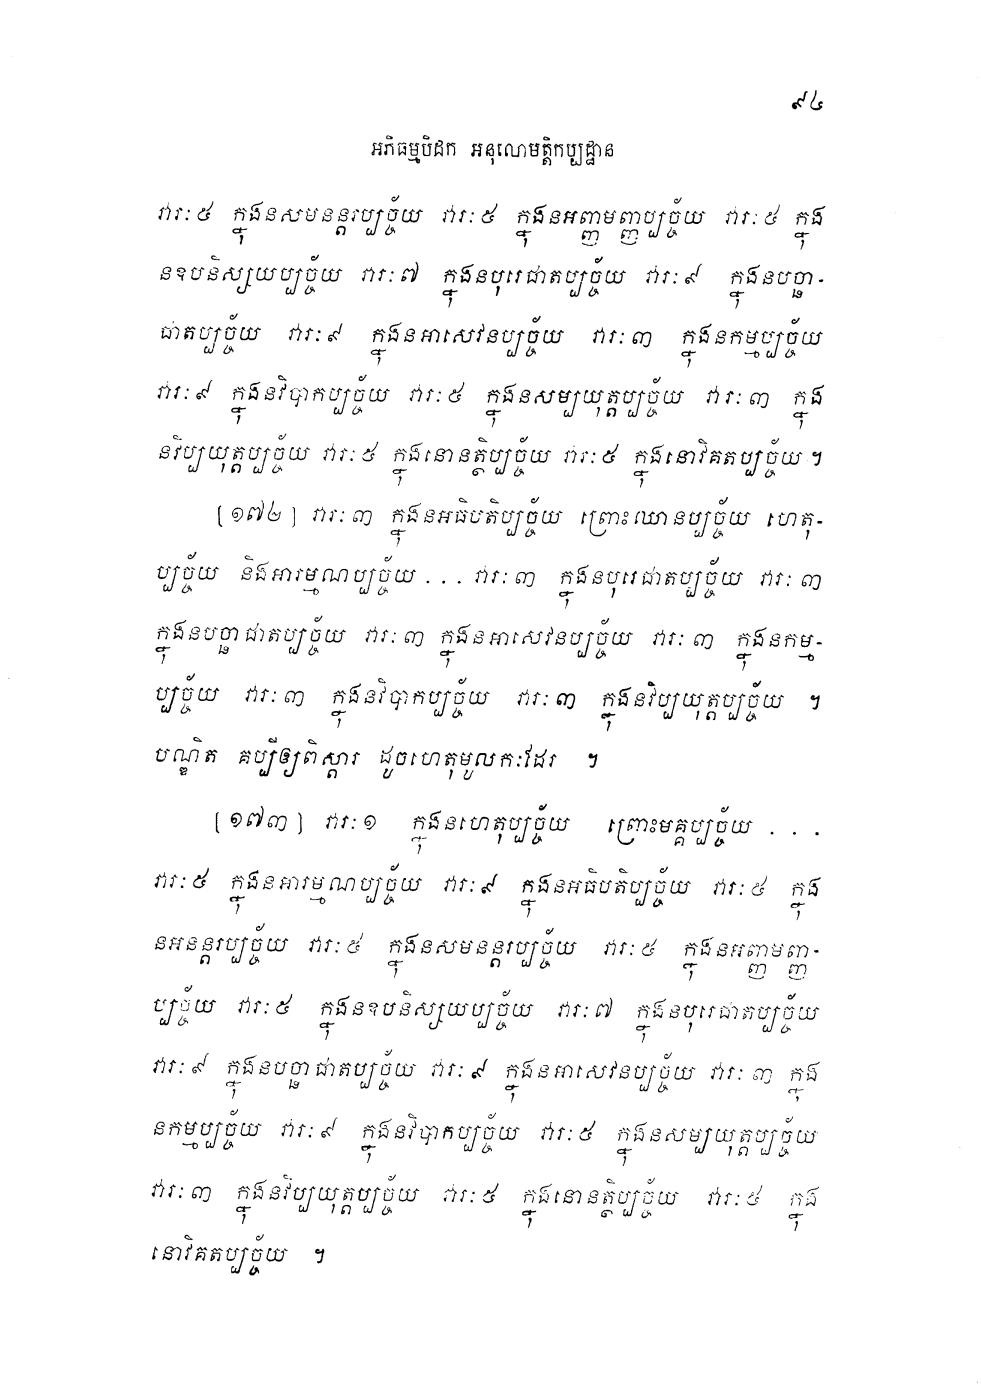 ៩៤
អភិធម្មបិដក អនុលោមត្តិកប្បដ្ឋាន
វារៈ ៥ ក្នុងនសមនន្តរប្បច្ច័យ វារៈ ៥ ក្នុងនអញ្ញមញ្ញប្បច្ច័យ វារៈ ៥ ក្នុង
នឧបនិស្សយប្បច្ច័យ វារៈ ៧ ក្នុងនបុរេជាតប្បច្ច័យ វារៈ ៩ ក្នុងនបច្ឆា-
ជាតប្បច្ច័យ វារៈ ៩ ក្នុងនអាសេវនប្បច្ច័យ វារៈ ៣ ក្នុងនកម្មប្បច្ច័យ
វារៈ ៩ ក្នុងនវិបាកប្បច្ច័យ វារៈ ៥ ក្នុងនសម្បយុត្តប្បច្ច័យ វារៈ ៣ ក្នុង
នវិប្បយុត្តប្បច្ច័យ វារៈ ៥ ក្នុងនោនត្ថិប្បច្ច័យ វារៈ ៥ ក្នុងនោវិគតប្បច្ច័យ ។
[១៧២] វារៈ ៣ ក្នុងនអធិបតិប្បច្ច័យ ព្រោះឈានប្បច្ច័យ ហេតុ-
ប្បច្ច័យ និងអារម្មណប្បច្ច័យ . . . វារៈ ៣ ក្នុងនបុរេជាតប្បច្ច័យ វារៈ ៣
ក្នុងនបច្ឆាជាតប្បច្ច័យ វារៈ ៣ ក្នុងនអាសេវនប្បច្ច័យ វារៈ ៣ ក្នុងនកម្ម-
ប្បច្ច័យ វារៈ ៣ ក្នុងនវិបាកប្បច្ច័យ វារៈ ៣ ក្នុងនវិប្បយុត្តប្បច្ច័យ ។
បណ្ឌិត គប្បីឲ្យពិស្តារ ដូចហេតុមូលកៈដែរ ។
[១៧៣] វារៈ ១ ក្នុងនហេតុប្បច្ច័យ ព្រោះមគ្គប្បច្ច័យ . . .
វារៈ ៥ ក្នុងនអារម្មណប្បច្ច័យ វារៈ ៩ ក្នុងនអធិបតិប្បច្ច័យ វារៈ ៥ ក្នុង
នអនន្តរប្បច្ច័យ វារៈ ៥ ក្នុងនសមនន្តរប្បច្ច័យ វារៈ ៥ ក្នុងនអញ្ញមញ្ញ-
ប្បច្ច័យ វារៈ ៥ ក្នុងនឧបនិស្សយប្បច្ច័យ វារៈ ៧ ក្នុងនបុរេជាតប្បច្ច័យ
វារៈ ៩ ក្នុងនបច្ឆាជាតប្បច្ច័យ វារៈ ៩ ក្នុងនអាសេវនប្បច្ច័យ វារៈ ៣ ក្នុង
នកម្មប្បច្ច័យ វារៈ ៩ ក្នុងនវិបាកប្បច្ច័យ វារៈ ៥ ក្នុងនសម្បយុត្តប្បច្ច័យ
វារៈ ៣ ក្នុងនវិប្បយុត្តប្បច្ច័យ វារៈ ៥ ក្នុងនោនត្ថិប្បច្ច័យ វារៈ ៥ ក្នុង
នោវិគតប្បច្ច័យ ។